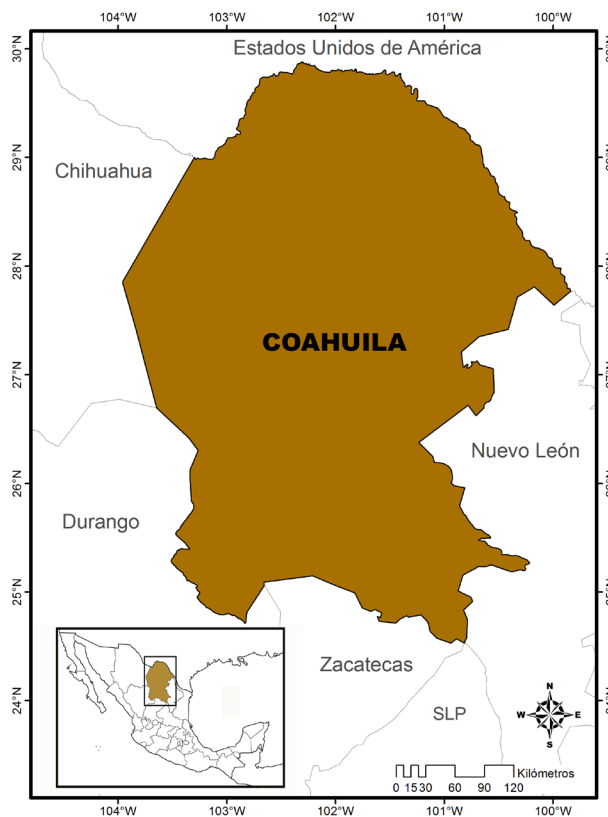 104°W 103°W 102°W 101°W 100°W
Estados Unidos de América
30°N
29°N
Chihuahua
28°N
COAHUILA
27°N
Nuevo León
26°N
Durango
25°N
Zacatecas
24°N
SLP
N
W E
S
Kilómetros
0 15 30 60 90 120
104°W 103°W 102°W 101°W 100°W